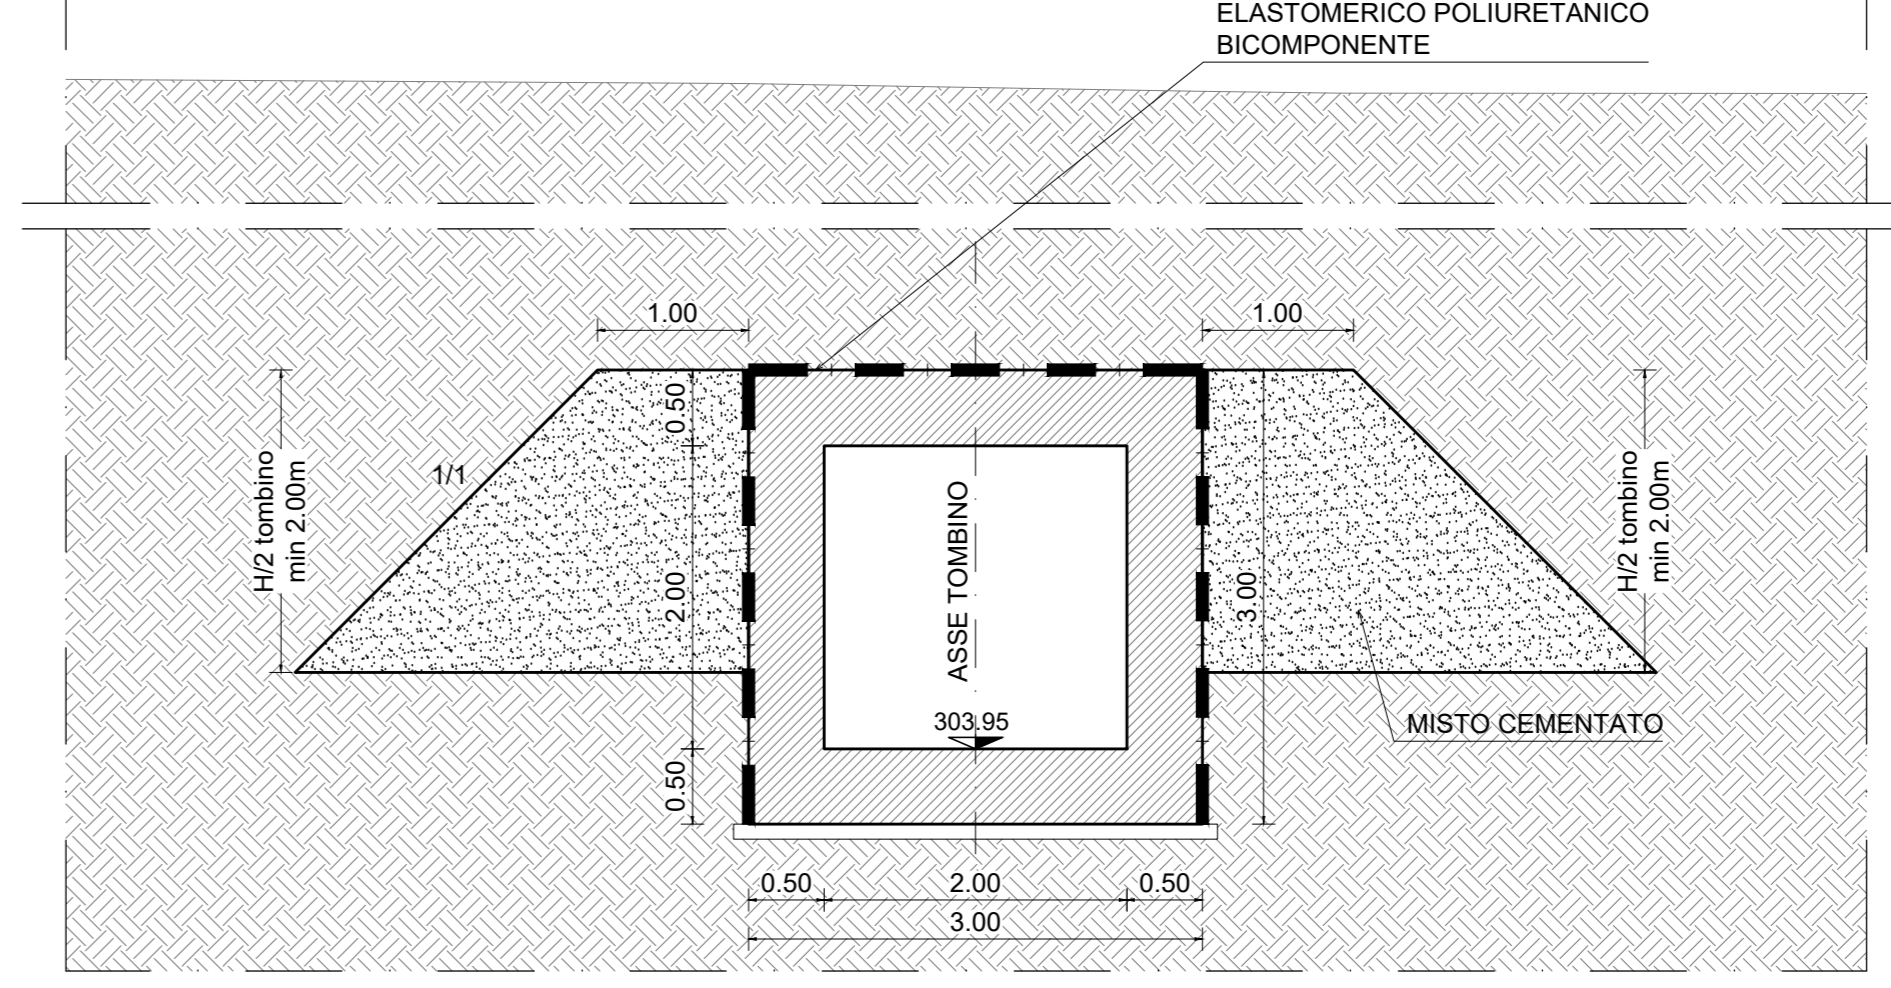 ELASTOMERICO POLIURETANICO
BICOMPONENTE
1.00
1.00
0.50
1/1
H/2 tombino
min 2.00m
H/2 tombino
min 2.00m
ASSE TOMBINO
2.00
3.00
303.95
MISTO CEMENTATO
0.50
0.50
2.00
0.50
3.00